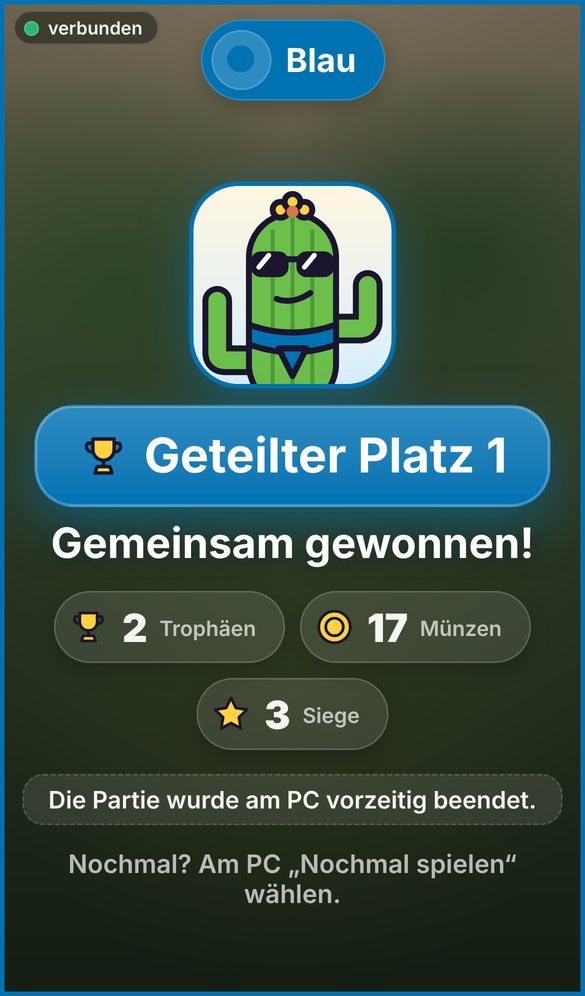 verbunden
Blau
Geteilter Platz 1
Gemeinsam gewonnen!
2 Trophäen
17 Münzen
3 Siege
Die Partie wurde am PC vorzeitig beendet.
Nochmal? Am PC „Nochmal spielen“
wählen.